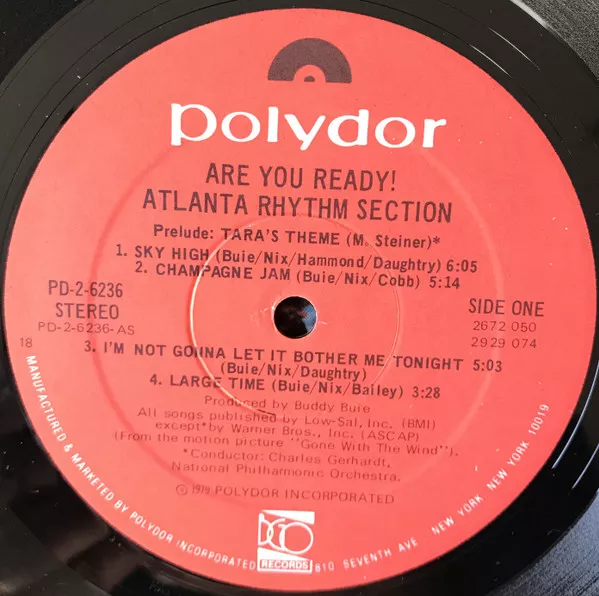 polydor
ARE YOU READY!
ATLANTA RHYTHM SECTION
Prelude: TARA'S THEME (M. Steiner)*
1. SKY HIGH (Buie/Nix/Hammond/Daughtry) 6:05
2. CHAMPAGNE JAM (Buie/Nix/Cobb) 5:14
PD-2-6236
STEREO
PD-2-6236-AS
18
SIDE ONE
2672 050
2929 074
3. I'M NOT GONNA LET IT BOTHER ME TONIGHT 5:03
(Buie/Nix/Daughtry)
4. LARGE TIME (Buie/Nix/Bailey) 3:28
Produced by Buddy Buie
All songs published by Low-Sal, Inc. (BMI)
except*by Warner Bros., Inc. (ASCAP)
(From the motion picture "Gone With The Wind").
*Conductor: Charles Gerhardt,
National Philharmonic Orchestra.
Ⓟ 1979 POLYDOR INCORPORATED
RECORDS
MANUFACTURED & MARKETED BY POLYDOR INCORPORATED 810 SEVENTH AVE. NEW YORK, NEW YORK 10019